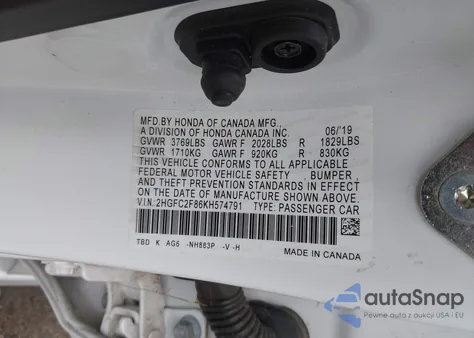 MFD.BY HONDA OF CANADA MFG.,
A DIVISION OF HONDA CANADA INC. 06/'19
GVWR 3769LBS GAWR F 2028LBS R 1829LBS
GVWR 1710KG GAWR F 920KG R 830KG
THIS VEHICLE CONFORMS TO ALL APPLICABLE
FEDERAL MOTOR VEHICLE SAFETY, BUMPER,
AND THEFT PREVENTION STANDARDS IN EFFECT
ON THE DATE OF MANUFACTURE SHOWN ABOVE.
V.I.N.: 2HGFC2F86KH574791 TYPE: PASSENGER CAR
TBD K AG6 -NH883P -V -H
MADE IN CANADA
autoSnap
Pewne auta z aukcji USA i EU